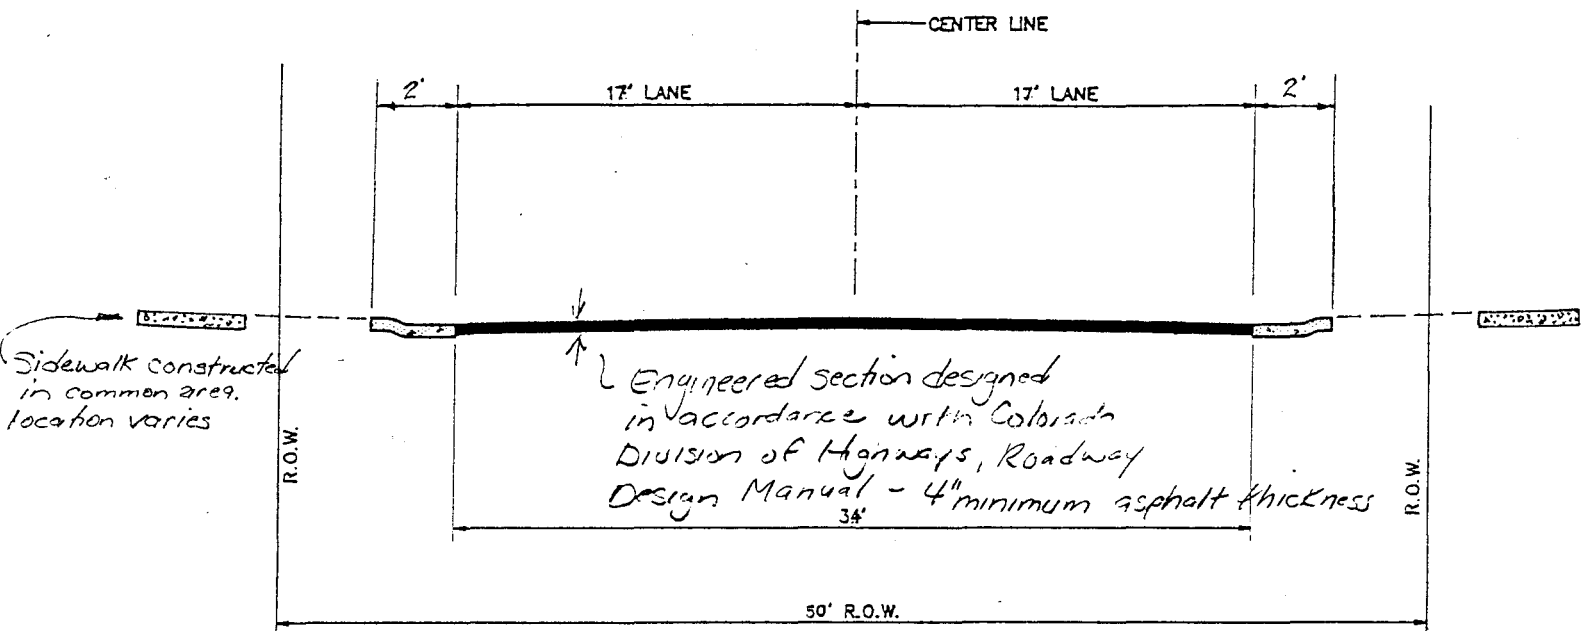 CENTER LINE
2'
17' LANE
17' LANE
2'
Sidewalk constructed
in common area.
location varies
Engineered section designed
in accordance with Colorado
Division of Highways, Roadway
Design Manual - 4" minimum asphalt thickness
R.O.W.
R.O.W.
34'
50' R.O.W.